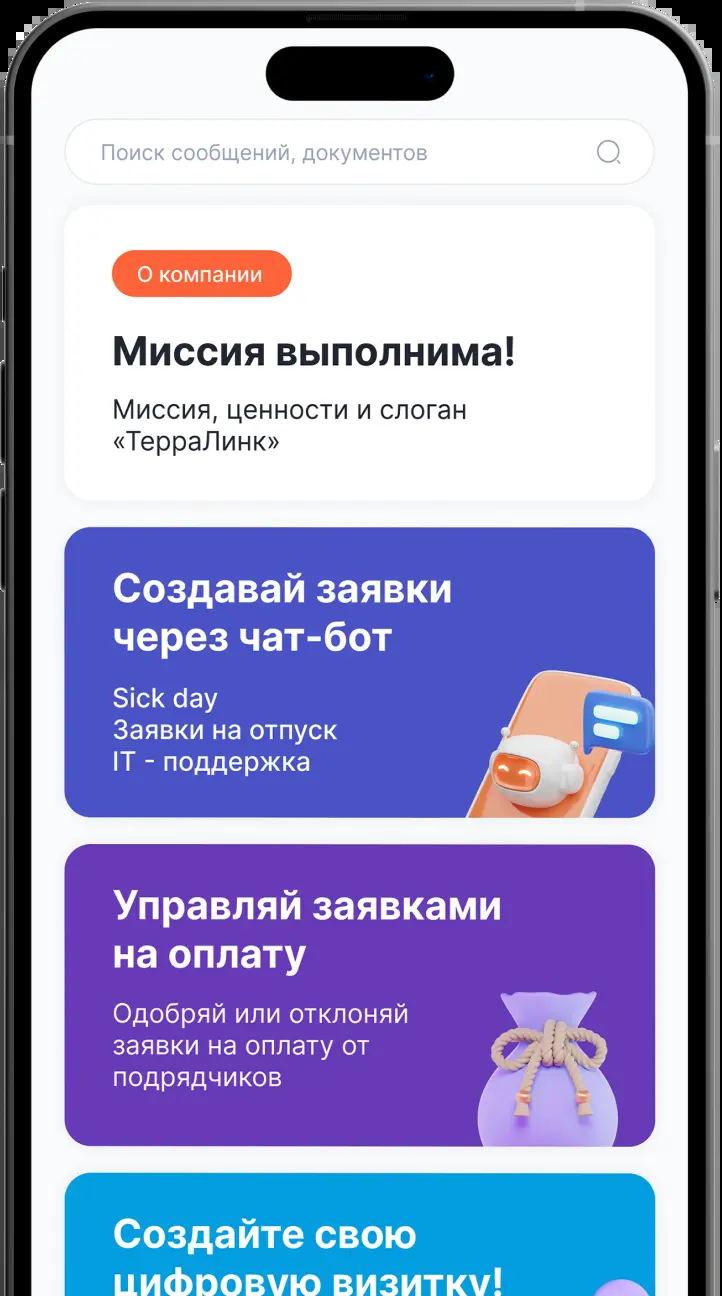 Поиск сообщений, документов
О компании
Миссия выполнима!
Миссия, ценности и слоган
«ТерраЛинк»
Создавай заявки
через чат-бот
Sick day
Заявки на отпуск
IT - поддержка
Управляй заявками
на оплату
Одобряй или отклоняй
заявки на оплату от
подрядчиков
Создайте свою
цифровую визитку!